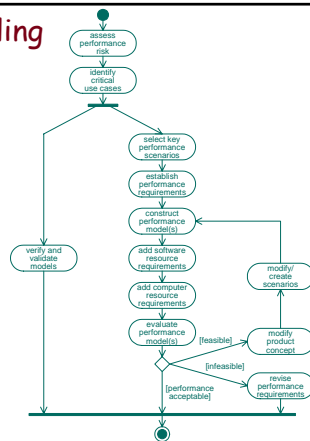 assess
performance
risk
identify
critical
use cases
select key
performance
scenarios
establish
performance
requirements
construct
performance
model(s)
verify and
validate
models
add software
resource
requirements
modify/
create
scenarios
add computer
resource
requirements
evaluate
performance
model(s)
[feasible]
modify
product
concept
[infeasible]
revise
performance
requirements
[performance
acceptable]